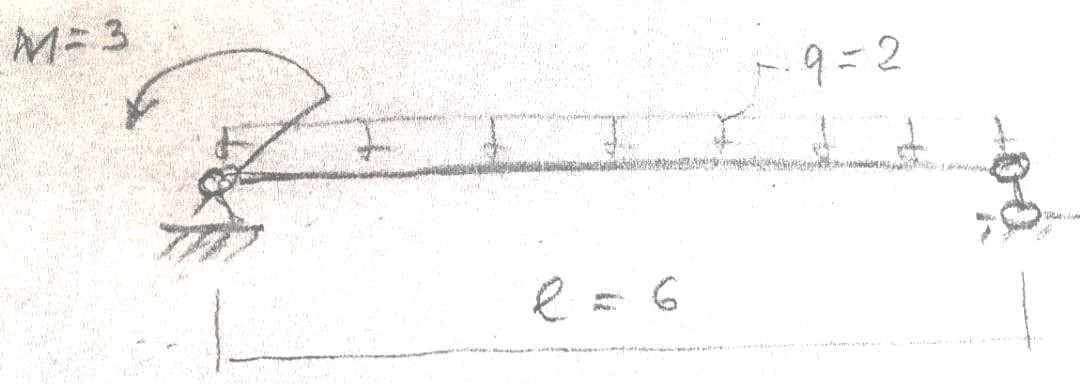 M=3
q=2
l = 6